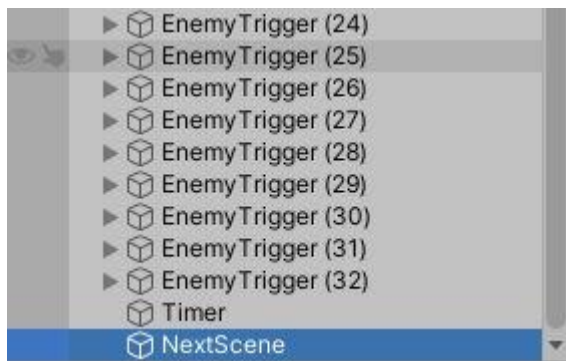 EnemyTrigger (24)
EnemyTrigger (25)
EnemyTrigger (26)
EnemyTrigger (27)
EnemyTrigger (28)
EnemyTrigger (29)
EnemyTrigger (30)
EnemyTrigger (31)
EnemyTrigger (32)
Timer
NextScene